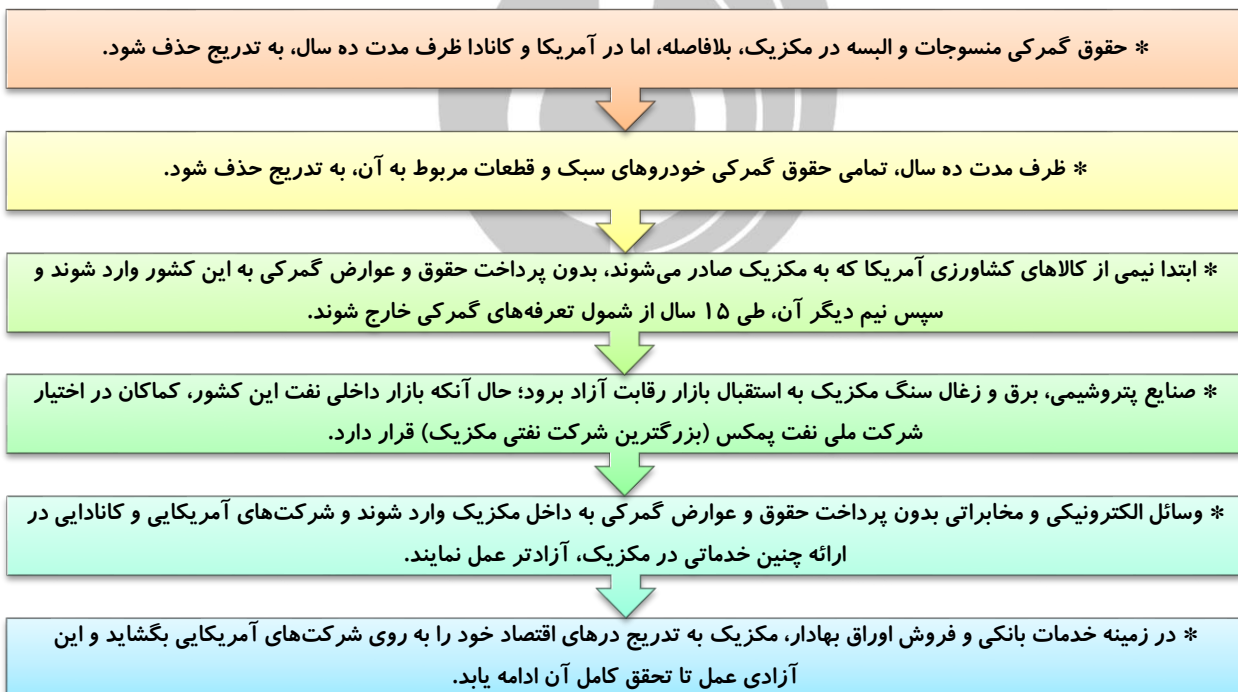 * حقوق گمرکی منسوجات و البسه در مکزیک، بلافاصله، اما در آمریکا و کانادا ظرف مدت ده سال، به تدریج حذف شود.
* ظرف مدت ده سال، تمامی حقوق گمرکی خودروهای سبک و قطعات مربوط به آن، به تدریج حذف شود.
* ابتدا نیمی از کالاهای کشاورزی آمریکا که به مکزیک صادر می‌شوند، بدون پرداخت حقوق و عوارض گمرکی به این کشور وارد شوند و
سپس نیم دیگر آن، طی ۱۵ سال از شمول تعرفه‌های گمرکی خارج شوند.
* صنایع پتروشیمی، برق و زغال سنگ مکزیک به استقبال بازار رقابت آزاد برود؛ حال آنکه بازار داخلی نفت این کشور، کماکان در اختیار
شرکت ملی نفت پمکس (بزرگترین شرکت نفتی مکزیک) قرار دارد.
* وسائل الکترونیکی و مخابراتی بدون پرداخت حقوق و عوارض گمرکی به داخل مکزیک وارد شوند و شرکت‌های آمریکایی و کانادایی در
ارائه چنین خدماتی در مکزیک، آزادتر عمل نمایند.
* در زمینه خدمات بانکی و فروش اوراق بهادار، مکزیک به تدریج درهای اقتصاد خود را به روی شرکت‌های آمریکایی بگشاید و این
آزادی عمل تا تحقق کامل آن ادامه یابد.